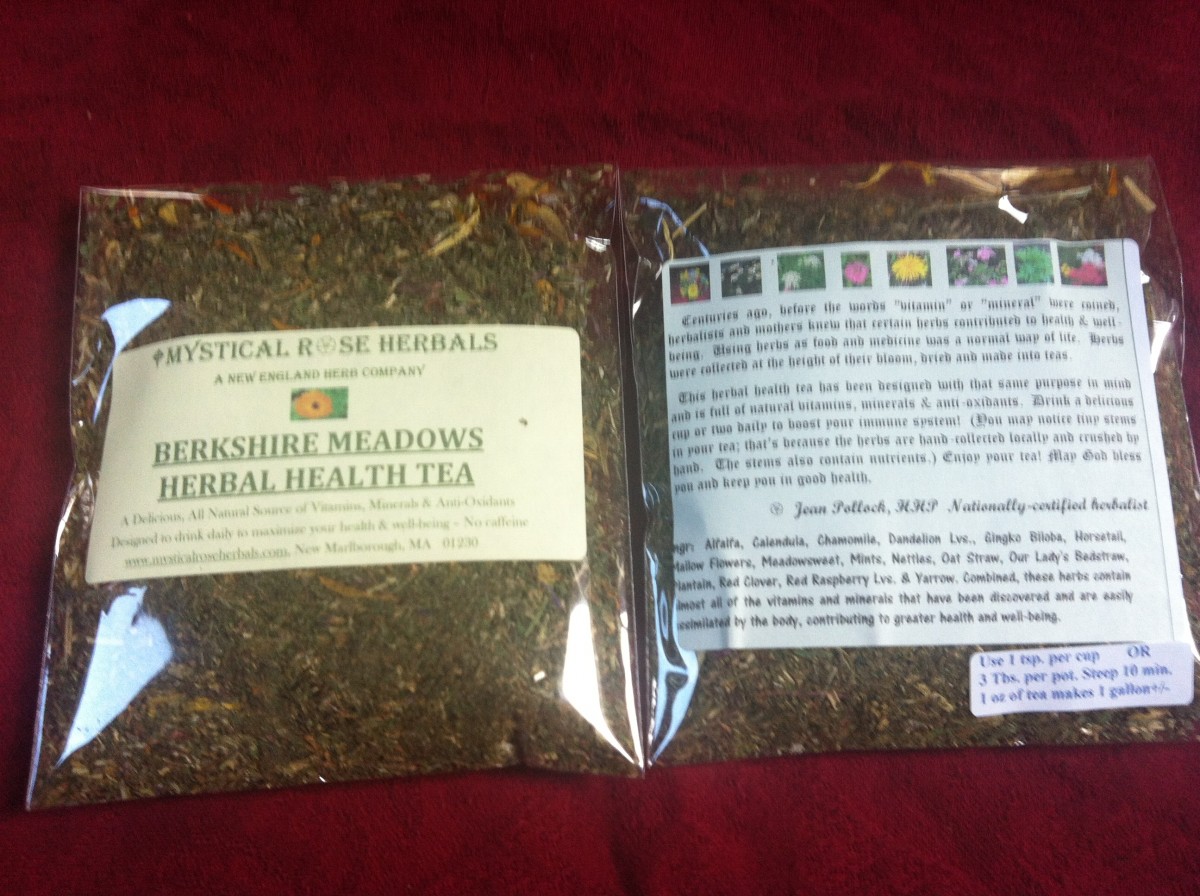 MYSTICAL ROSE HERBALS
A NEW ENGLAND HERB COMPANY
BERKSHIRE MEADOWS
HERBAL HEALTH TEA
A Delicious, All Natural Source of Vitamins, Minerals & Anti-Oxidants
Designed to drink daily to maximize your health & well-being ~ No caffeine
www.mysticalroseherbals.com, New Marlborough, MA 01230
Centuries ago, before the words "vitamin" or "mineral" were coined,
herbalists and mothers knew that certain herbs contributed to health & well-
being. Using herbs as food and medicine was a normal way of life. Herbs
were collected at the height of their bloom, dried and made into teas.
This herbal health tea has been designed with that same purpose in mind
and is full of natural vitamins, minerals & anti-oxidants. Drink a delicious
cup or two daily to boost your immune system! (You may notice tiny stems
in your tea; that's because the herbs are hand-collected locally and crushed by
hand. The stems also contain nutrients.) Enjoy your tea! May God bless
you and keep you in good health.
Jean Pollock, HHP Nationally-certified herbalist
ngr: Alfalfa, Calendula, Chamomile, Dandelion Lvs., Gingko Biloba, Horsetail,
Mallow Flowers, Meadowsweet, Mints, Nettles, Oat Straw, Our Lady's Bedstraw,
Plantain, Red Clover, Red Raspberry Lvs. & Yarrow. Combined, these herbs contain
almost all of the vitamins and minerals that have been discovered and are easily
assimilated by the body, contributing to greater health and well-being.
Use 1 tsp. per cup OR
3 Tbs. per pot. Steep 10 min.
1 oz of tea makes 1 gallon+/-